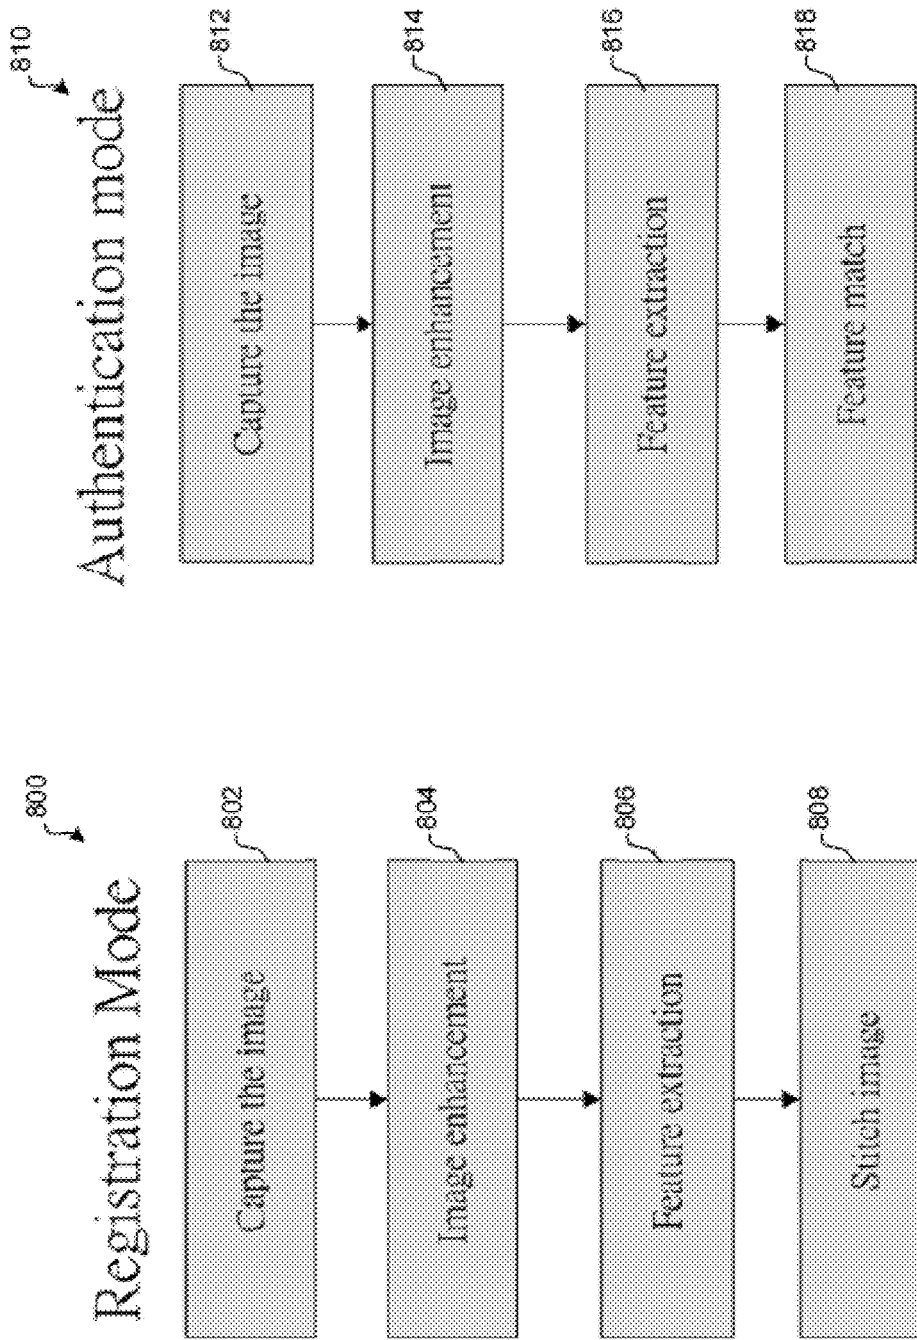 Registration Mode
800
Capture the image
802
Image enhancement
804
Feature extraction
806
Stitch image
808
Authentication mode
810
Capture the image
812
Image enhancement
814
Feature extraction
816
Feature match
818